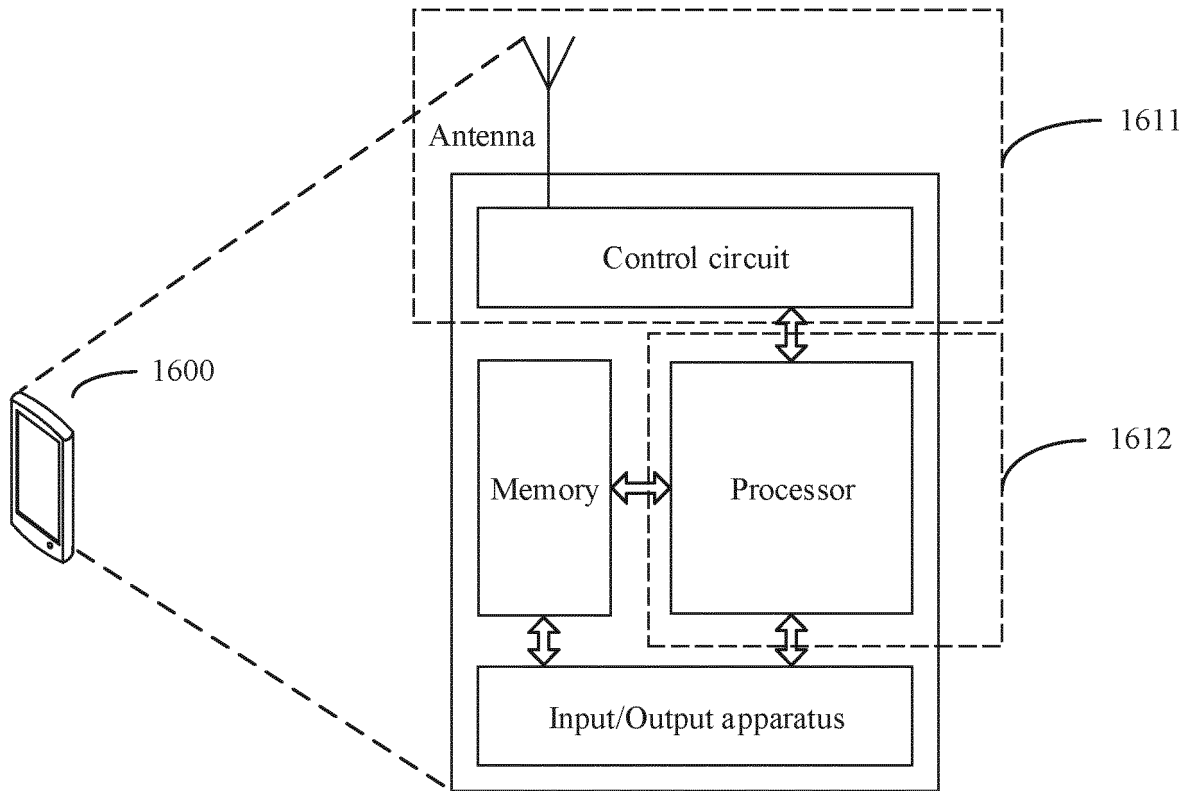 1611
Antenna
Control circuit
1600
1612
Memory
Processor
Input/Output apparatus